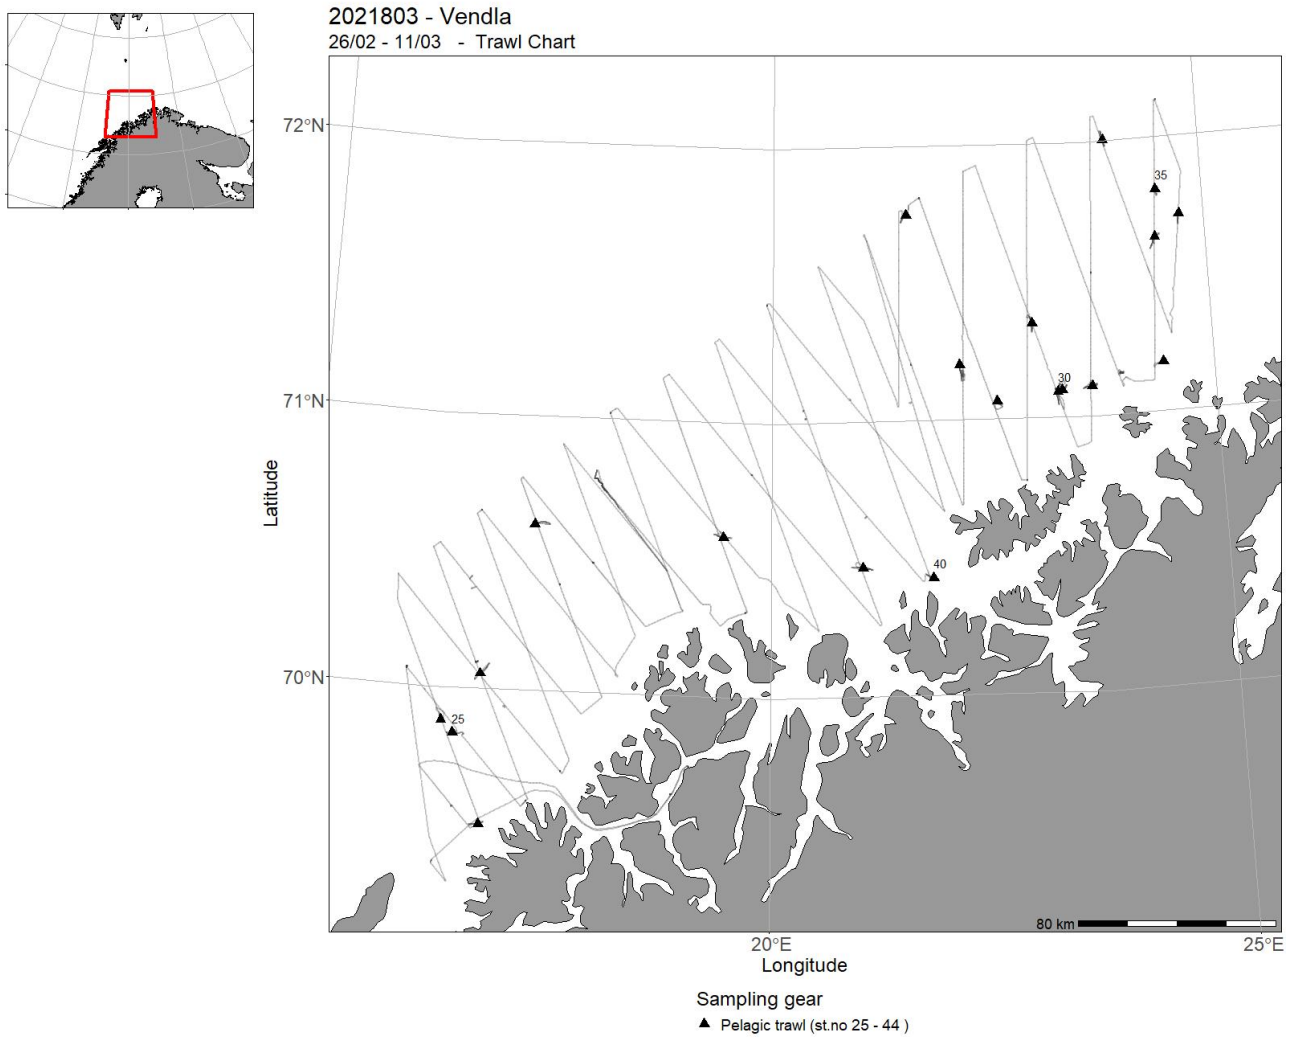 2021803 - Vendla
26/02 - 11/03 - Trawl Chart
72°N
35
71°N
30
40
70°N
25
80 km
20°E
25°E
Latitude
Longitude
Sampling gear
Pelagic trawl (st.no 25 - 44 )